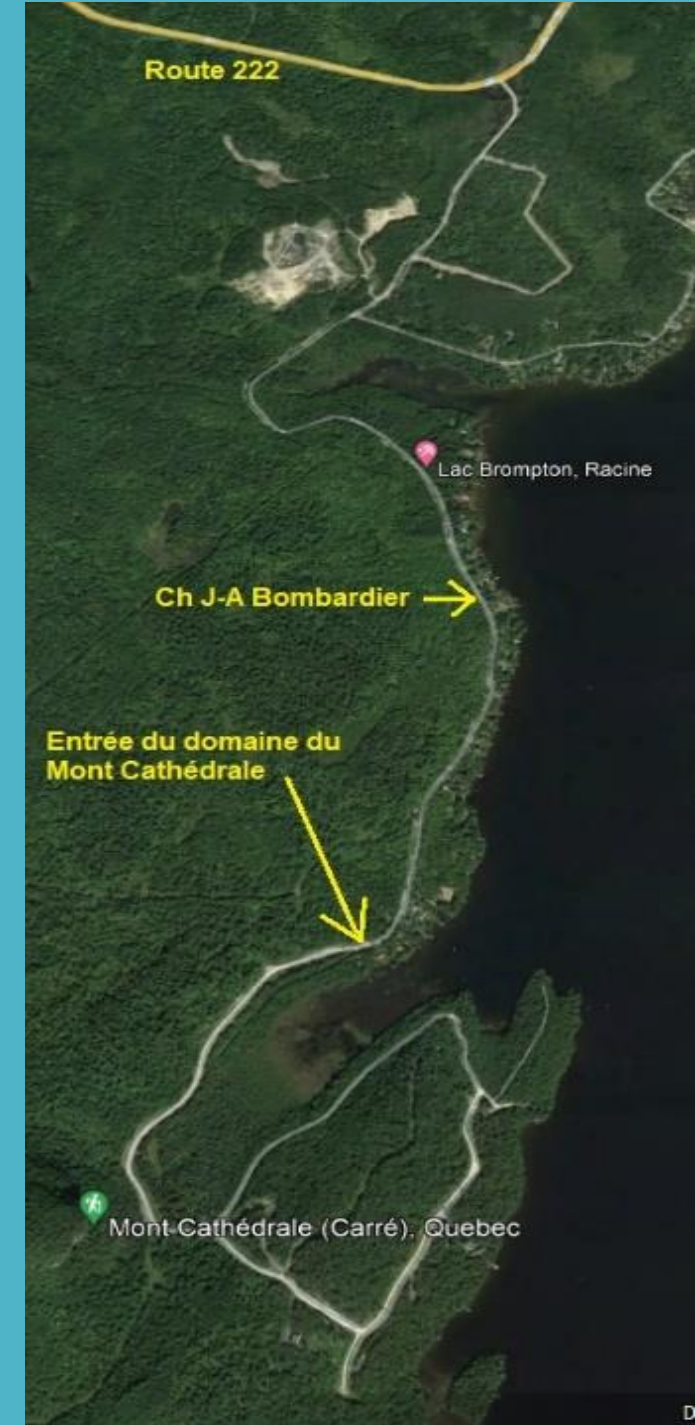 Route 222
Lac Brompton, Racine
Ch J-A Bombardier
Entrée du domaine du
Mont Cathédrale
Mont Cathédrale (Carré), Quebec
D